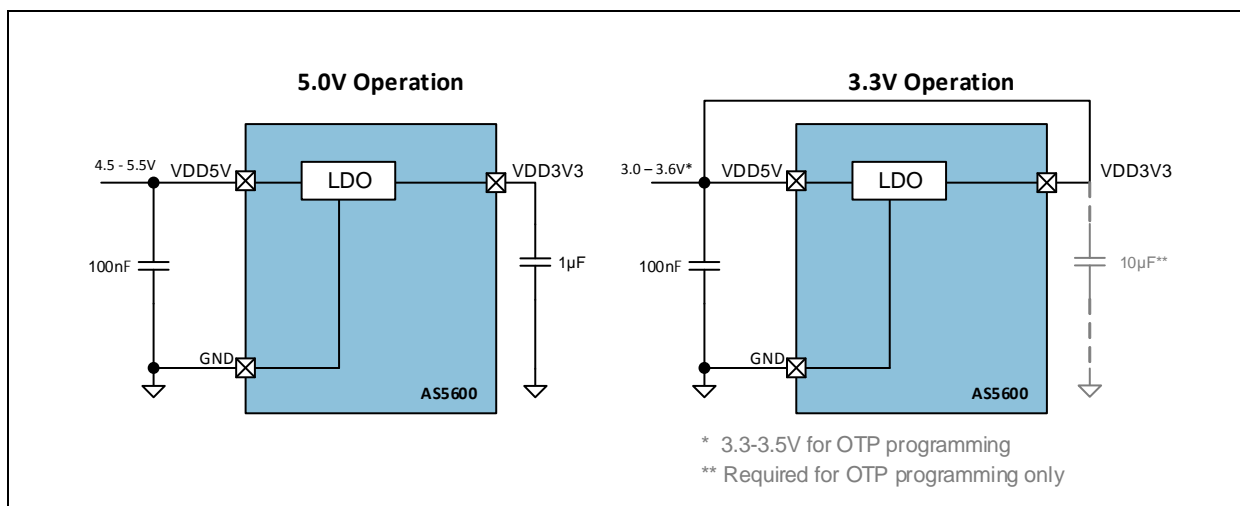 5.0V Operation
4.5 - 5.5V
VDD5V
LDO
VDD3V3
100nF
1µF
GND
AS5600
3.3V Operation
3.0 – 3.6V*
VDD5V
LDO
VDD3V3
100nF
10µF**
GND
AS5600
* 3.3-3.5V for OTP programming
** Required for OTP programming only